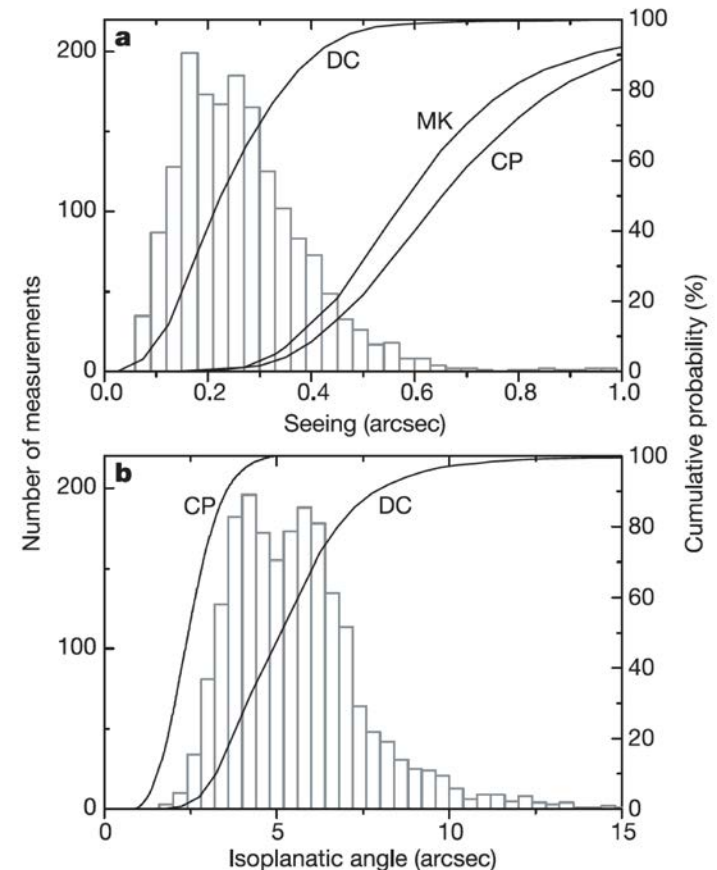 a
DC
MK
CP
200
100
0
100
80
60
40
20
0
0.0 0.2 0.4 0.6 0.8 1.0
Seeing (arcsec)
Number of measurements
Cumulative probability (%)
b
CP
DC
200
100
0
100
80
60
40
20
0
0 5 10 15
Isoplanatic angle (arcsec)